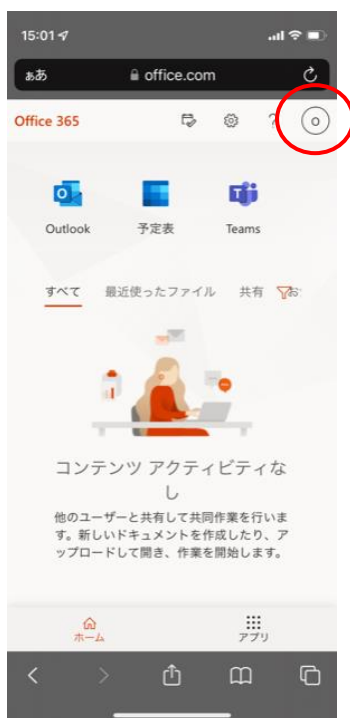 15:01
ああ office.com
Office 365 ? O
Outlook 予定表 Teams
すべて 最近使ったファイル 共有 お
コンテンツ アクティビティな
し
他のユーザーと共有して共同作業を行いま
す。新しいドキュメントを作成したり、ア
ップロードして開き、作業を開始します。
ホーム アプリ